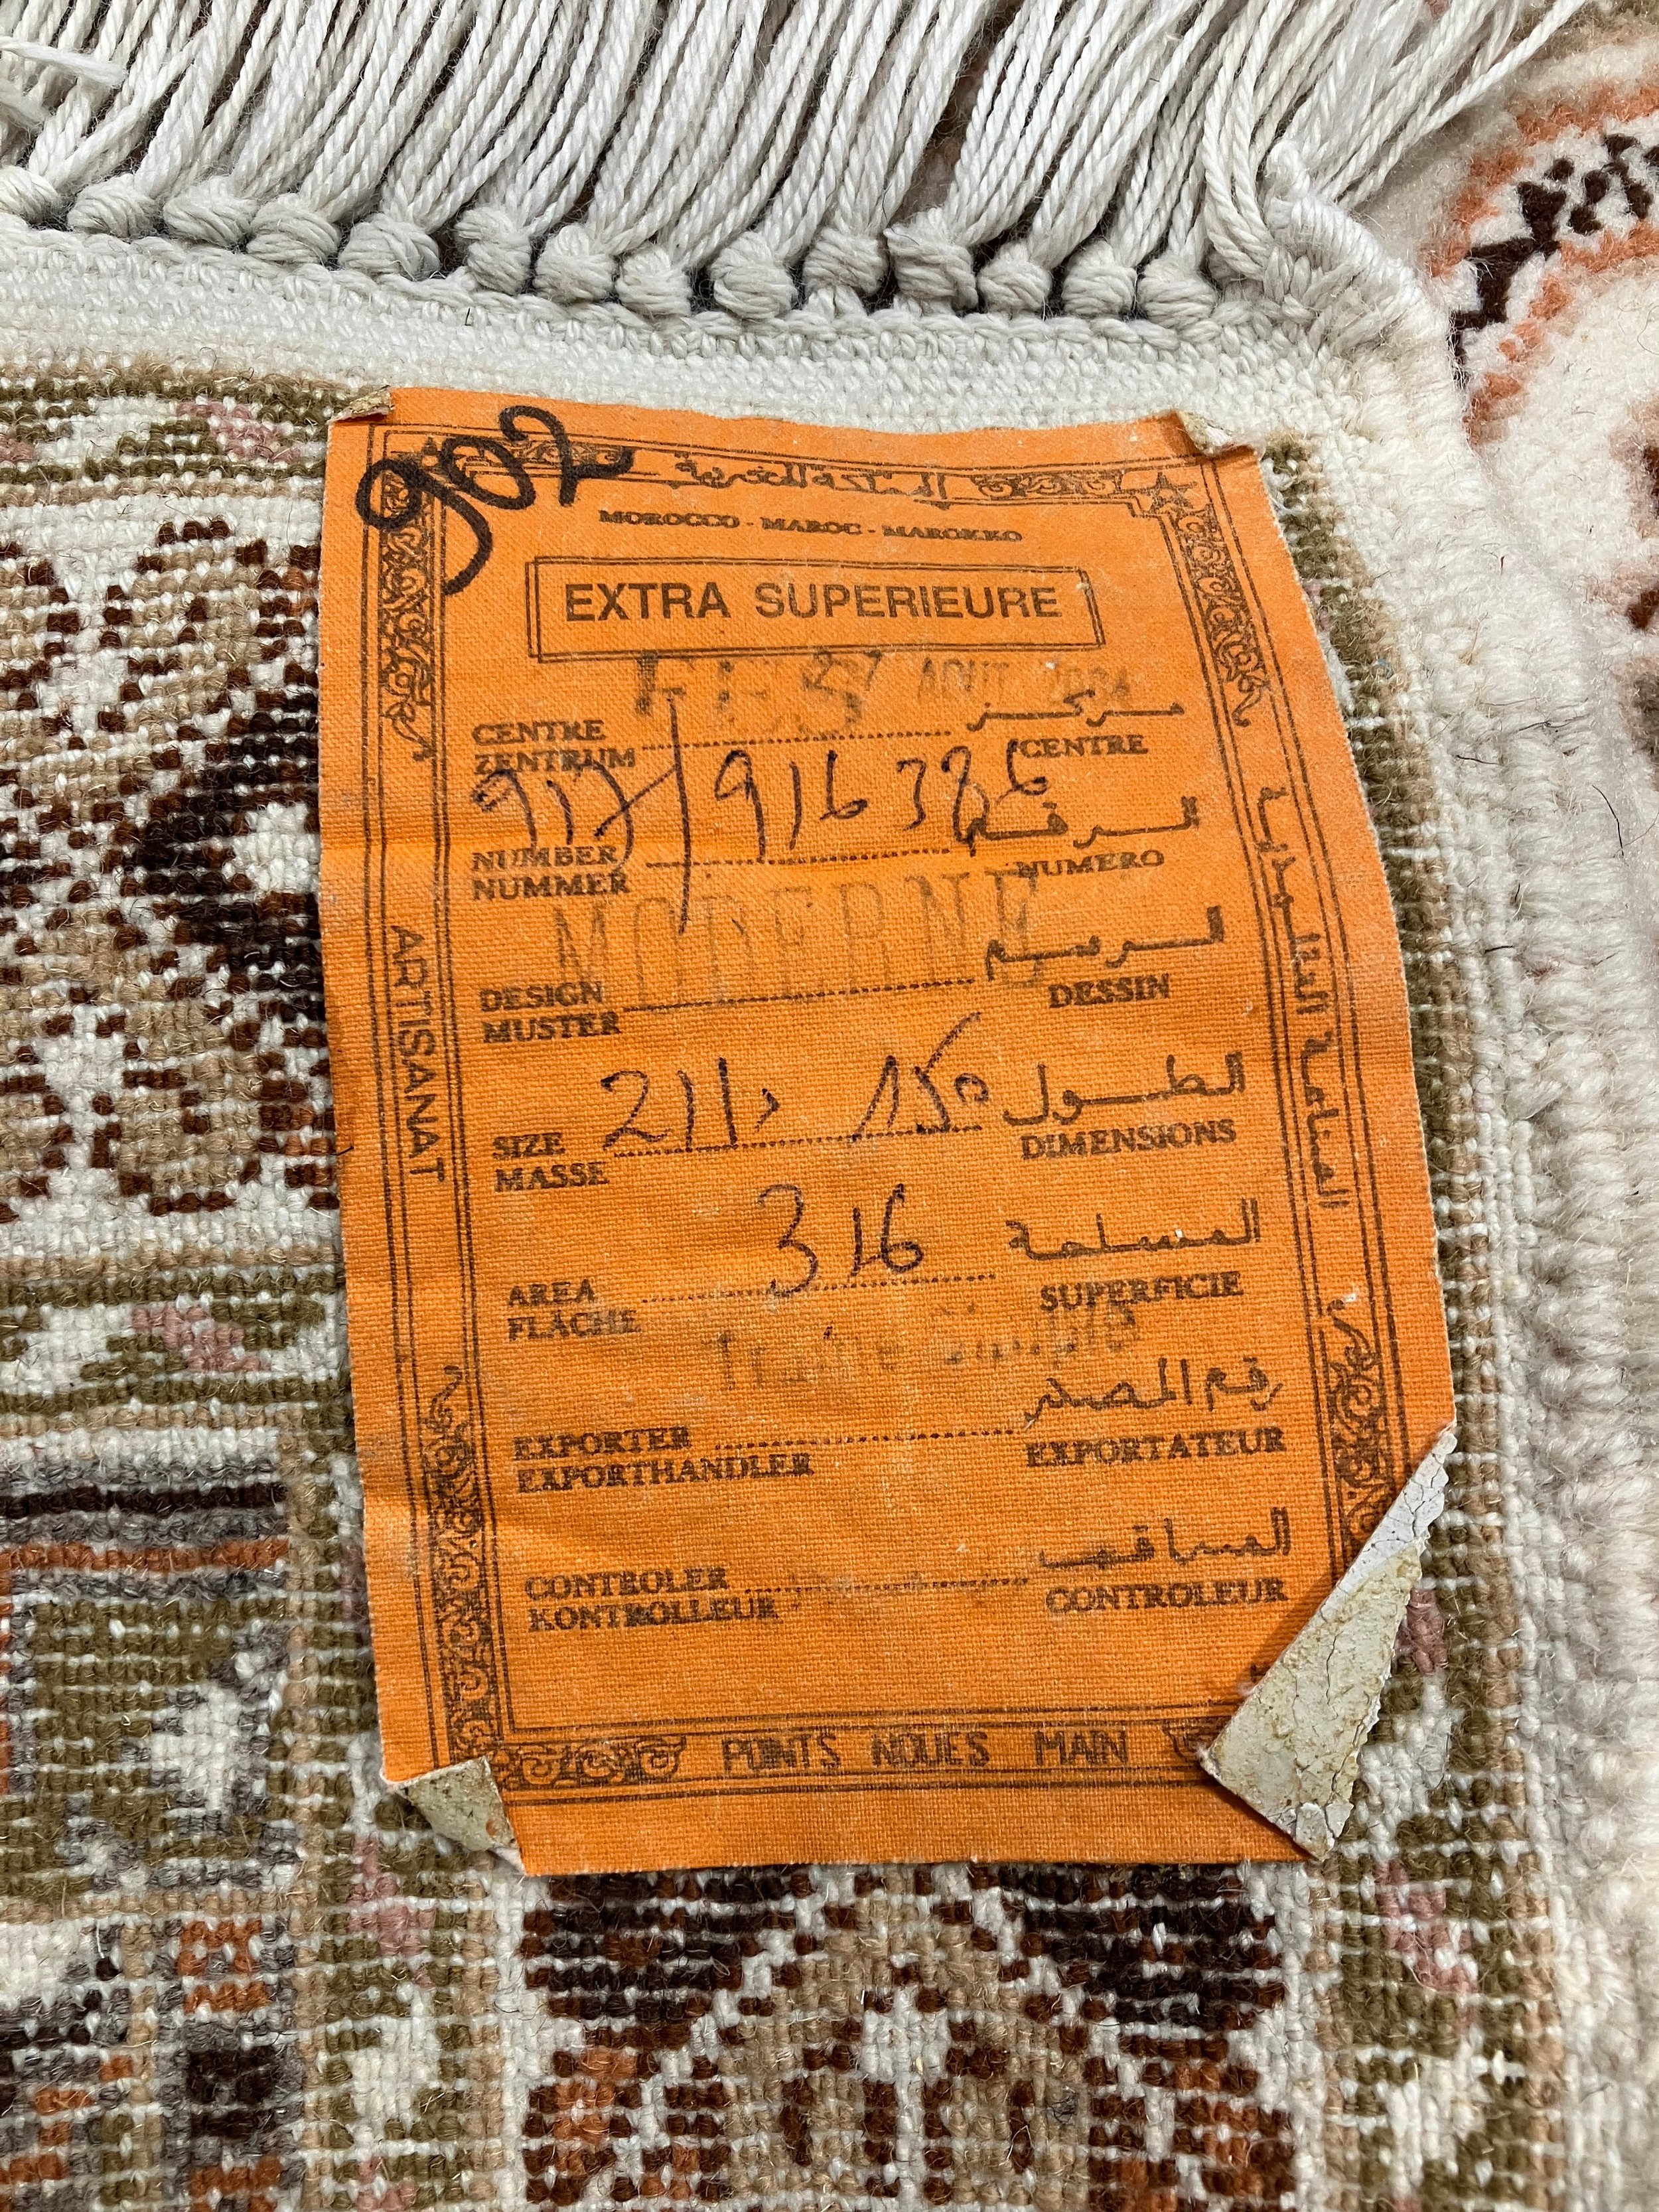 902
المملكة المغربية
MOROCCO - MAROC - MAROKKO
EXTRA SUPERIEURE
FES AOUT
CENTRE مركز
ZENTRUM CENTRE
الرقم
NUMBER NUMERO
NUMMER
MODERNE
DESIGN الرسم
MUSTER DESSIN
SIZE 211 150 الطول
MASSE DIMENSIONS
316 المساحة
AREA SUPERFICIE
FLÄCHE
رقم المصدر
EXPORTER EXPORTATEUR
EXPORTHANDLER
المراقب
CONTROLER CONTROLEUR
KONTROLLEUR
POINTS NOUES MAIN
ARTISANAT
الصناعة التقليدية